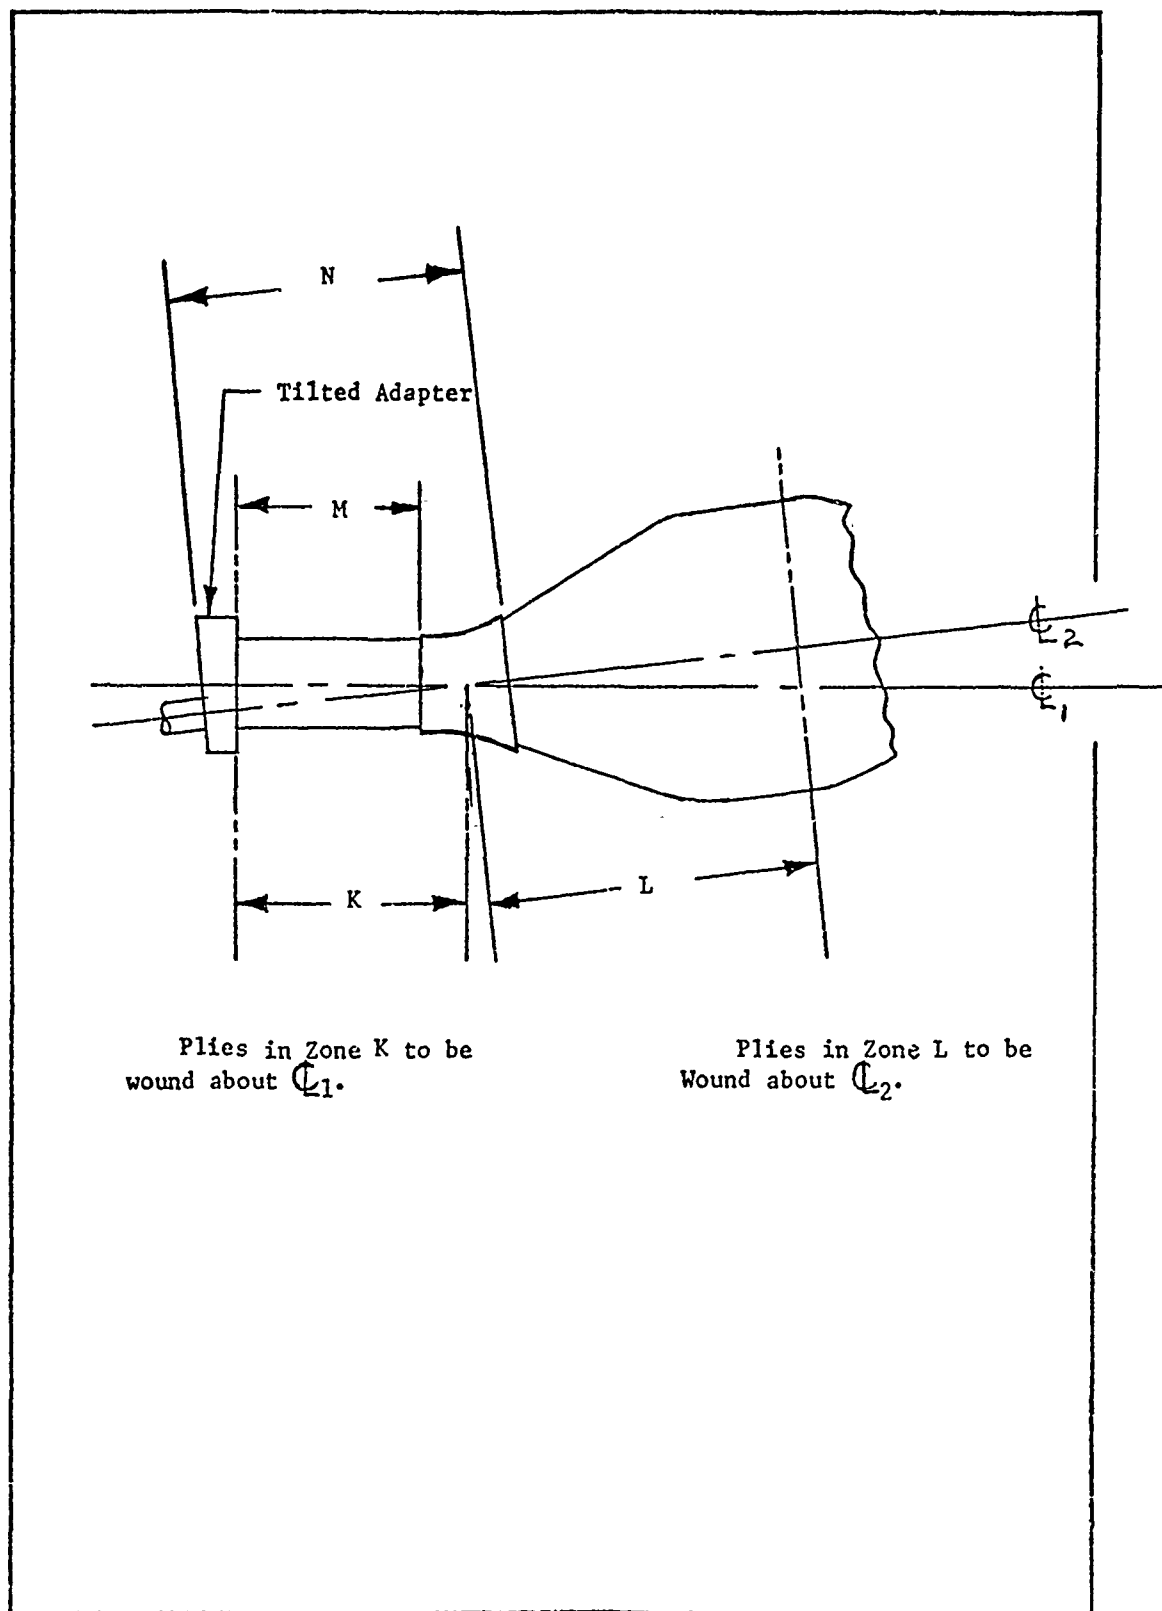 N
Tilted Adapter
M
℄2
℄1
L
K
Plies in Zone K to be
wound about ℄1.
Plies in Zone L to be
Wound about ℄2.